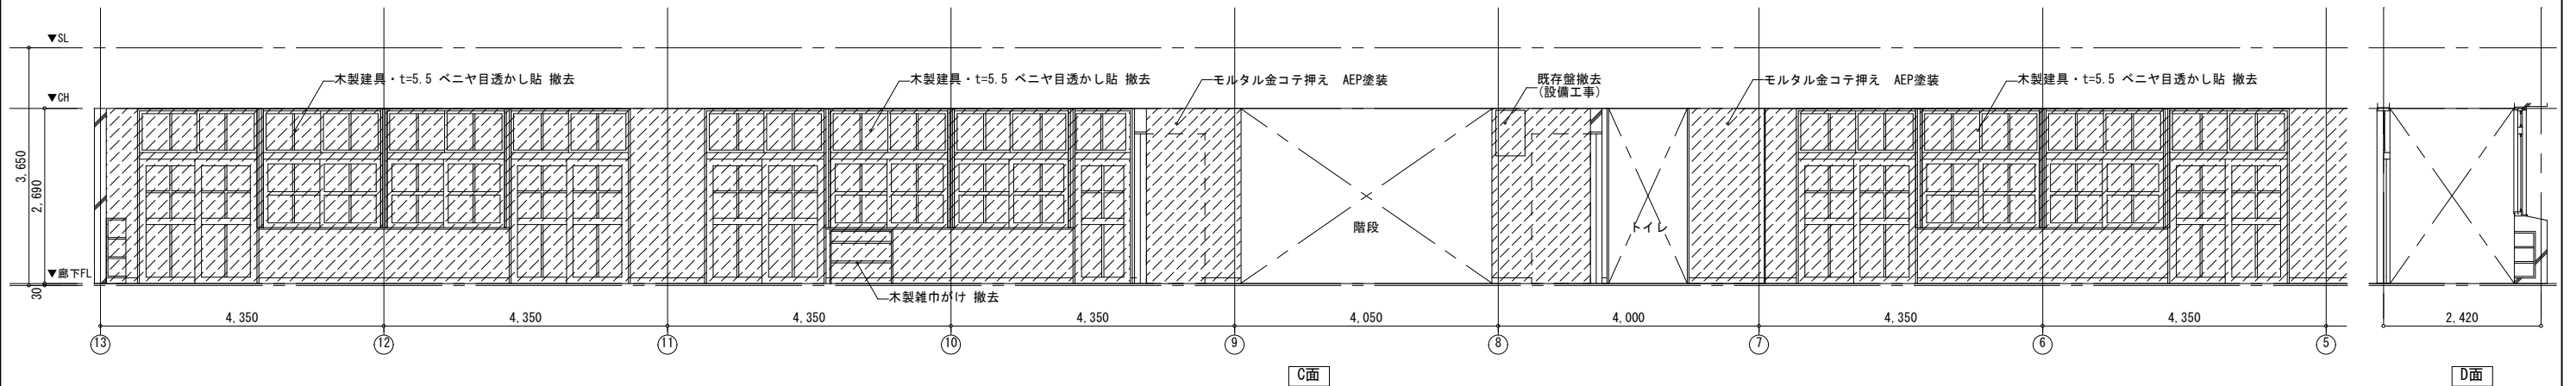 ▼SL
木製建具・t=5.5 ベニヤ目透かし貼 撤去
木製建具・t=5.5 ベニヤ目透かし貼 撤去
モルタル金コテ押え AEP塗装
既存盤撤去
(設備工事)
モルタル金コテ押え AEP塗装
木製建具・t=5.5 ベニヤ目透かし貼 撤去
▼CH
3,650
2,690
階段
トイレ
▼廊下FL
30
木製雑巾がけ 撤去
4,350
4,350
4,350
4,350
4,050
4,000
4,350
4,350
2,420
13
12
11
10
9
8
7
6
5
C面
D面